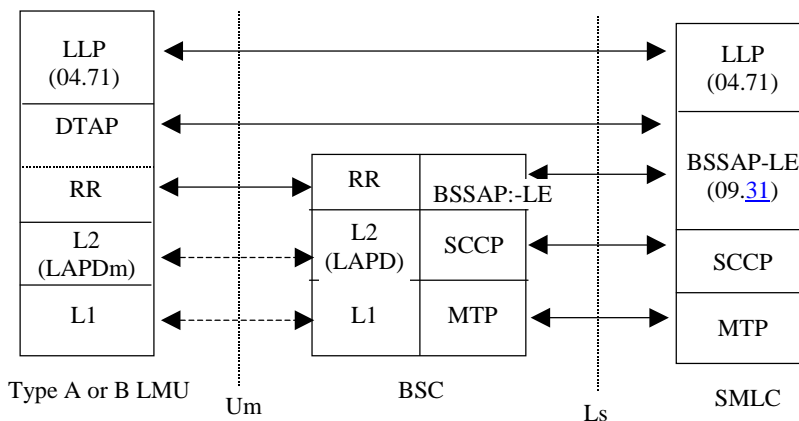 LLP
(04.71)
DTAP
RR
L2
(LAPDm)
L1
Type A or B LMU
Um
RR
BSSAP:-LE
L2
(LAPD)
SCCP
L1
MTP
BSC
Ls
LLP
(04.71)
BSSAP-LE
(09.31)
SCCP
MTP
SMLC